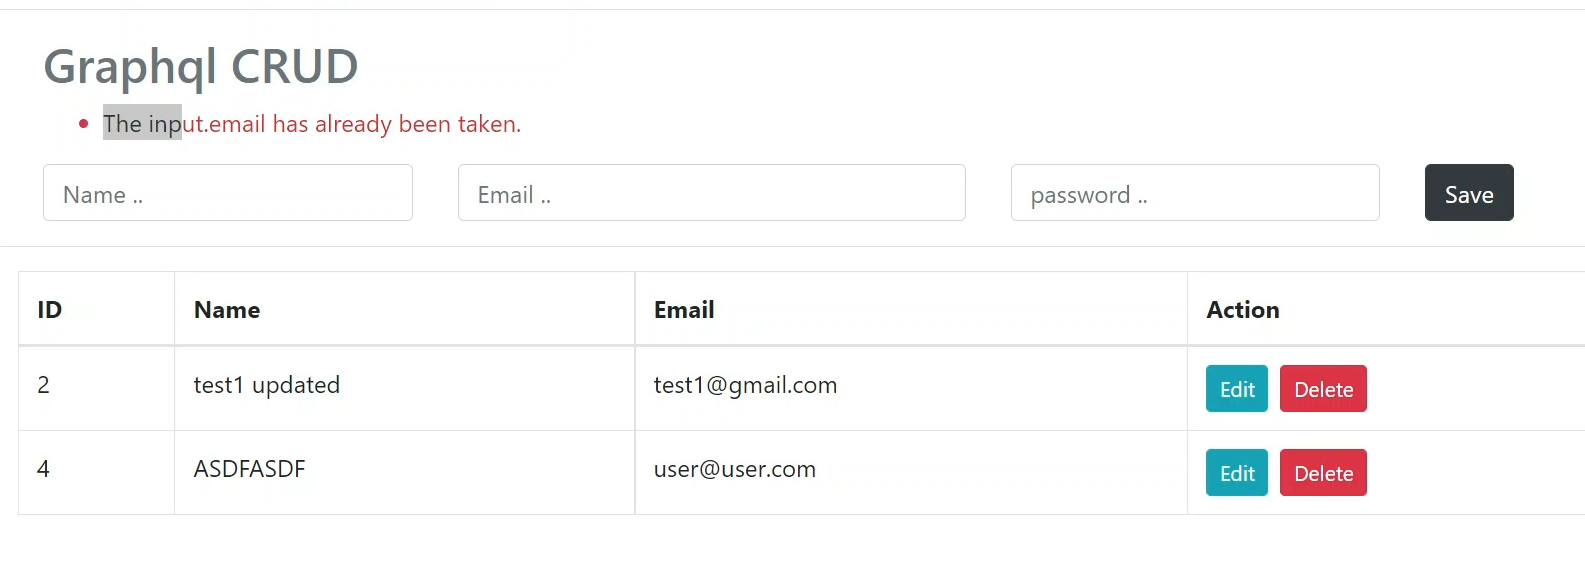 Graphql CRUD
The input.email has already been taken.
Name .. Email .. password .. Save
ID Name Email Action
2 test1 updated test1@gmail.com Edit Delete
4 ASDFASDF user@user.com Edit Delete